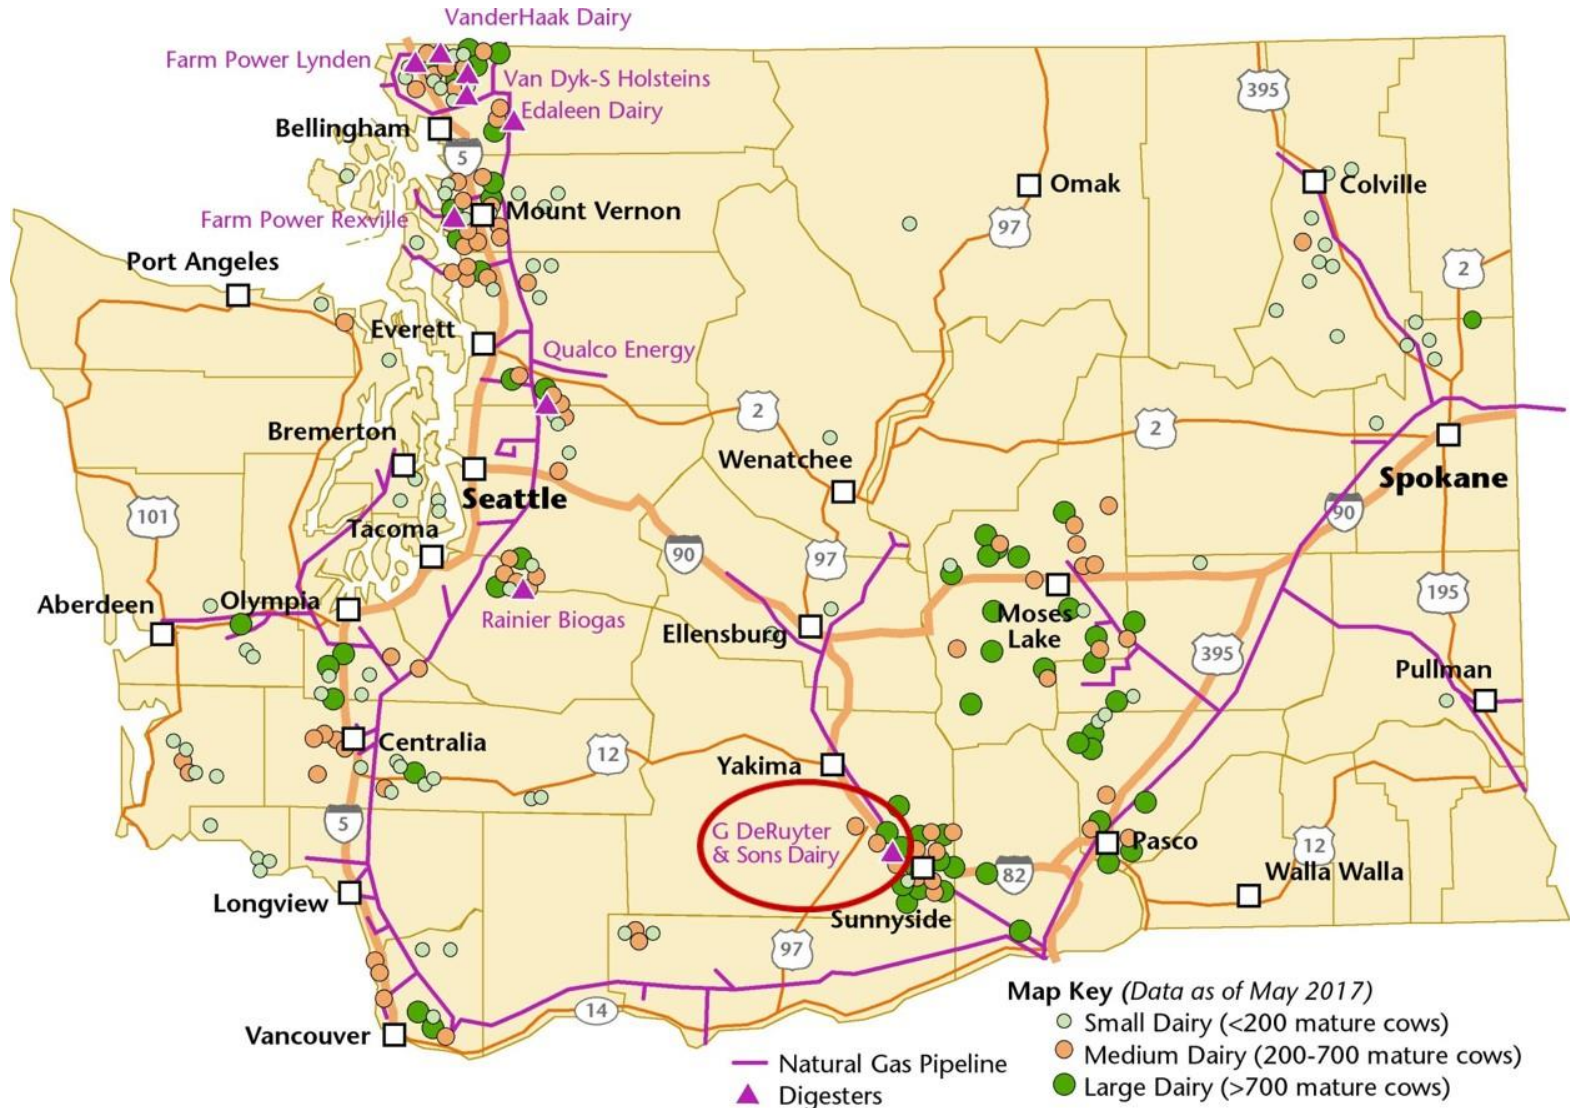 VanderHaak Dairy
Farm Power Lynden
Van Dyk-S Holsteins
Edaleen Dairy
395
Bellingham
5
Omak
Colville
Farm Power Rexville
Mount Vernon
97
Port Angeles
2
Everett
Qualco Energy
2
2
Bremerton
Wenatchee
Seattle
Spokane
101
Tacoma
90
90
97
Aberdeen
Olympia
Rainier Biogas
Ellensburg
Moses
Lake
195
395
Pullman
Centralia
12
Yakima
5
G DeRuyter
& Sons Dairy
Pasco
12
82
Walla Walla
Longview
Sunnyside
97
Map Key (Data as of May 2017)
14
Small Dairy (<200 mature cows)
Vancouver
Medium Dairy (200-700 mature cows)
Natural Gas Pipeline
Large Dairy (>700 mature cows)
Digesters